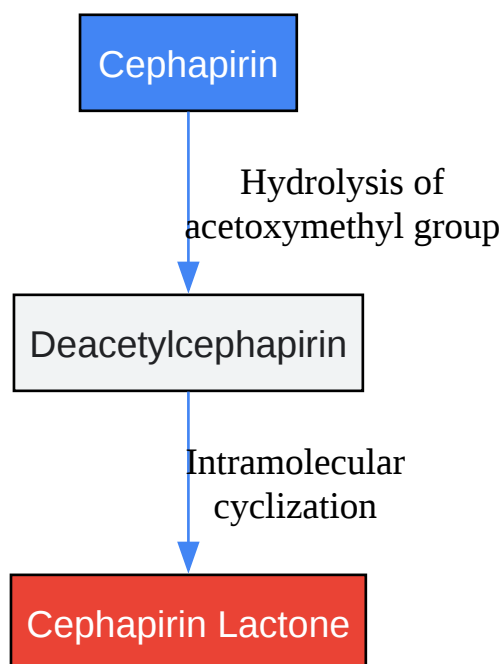 Cephapirin
Hydrolysis of
acetoxymethyl group
Deacetylcephapirin
Intramolecular
cyclization
Cephapirin Lactone